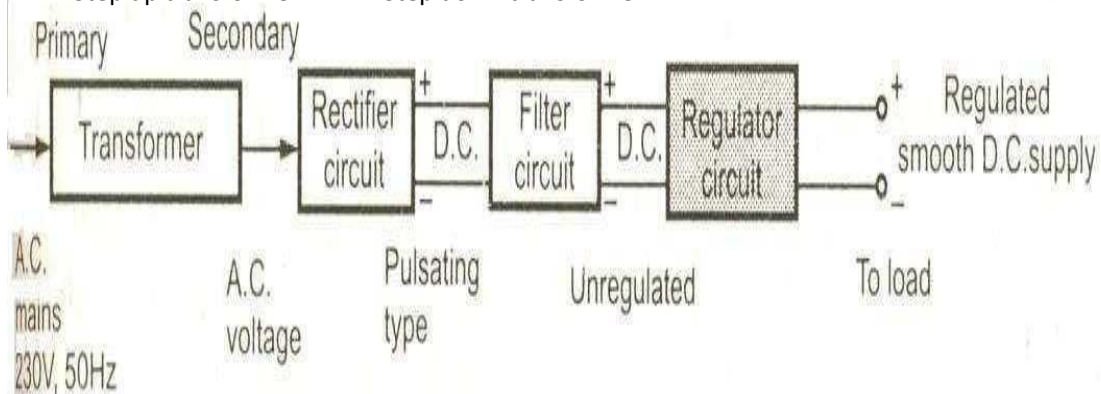 Primary
Secondary
Transformer
Rectifier
circuit
+
D.C.
−
Filter
circuit
+
D.C.
−
Regulator
circuit
+
−
Regulated
smooth D.C.supply
A.C.
mains
230V, 50Hz
A.C.
voltage
Pulsating
type
Unregulated
To load